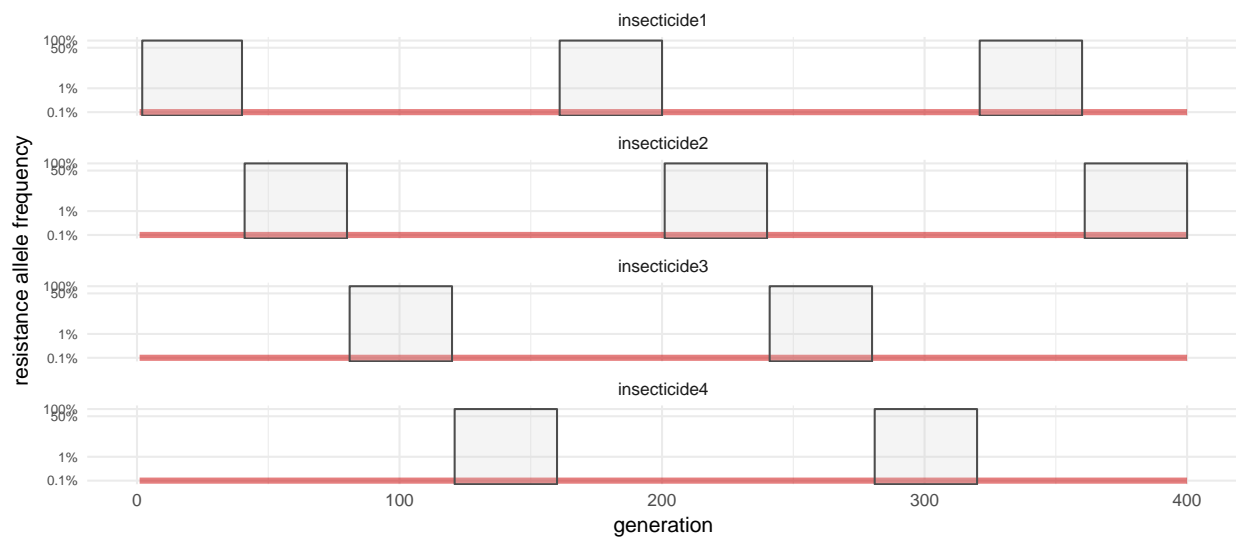 insecticide1
100%
50%
1%
0.1%
insecticide2
100%
50%
1%
0.1%
insecticide3
100%
50%
1%
0.1%
insecticide4
100%
50%
1%
0.1%
0 100 200 300 400
generation
resistance allele frequency